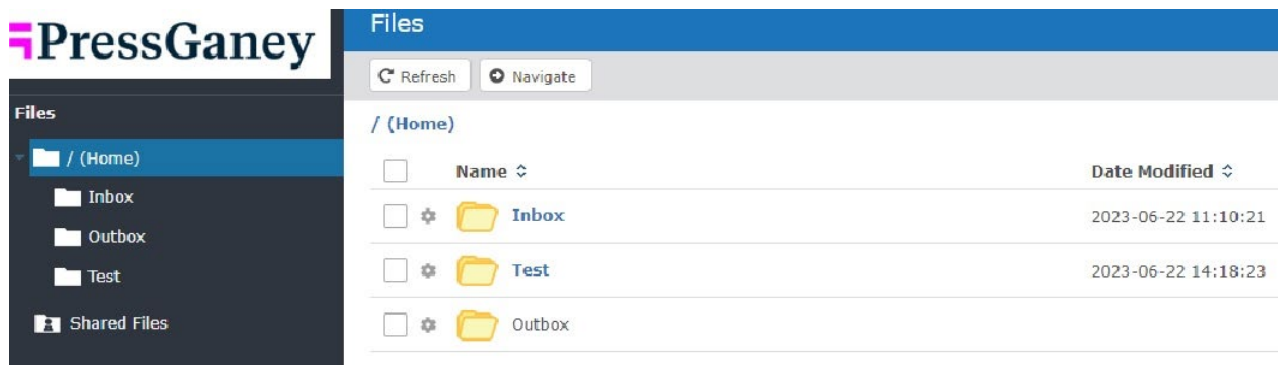 PressGaney
Files
/ (Home)
Inbox
Outbox
Test
Shared Files
Files
Refresh Navigate
/ (Home)
Name Date Modified
Inbox 2023-06-22 11:10:21
Test 2023-06-22 14:18:23
Outbox